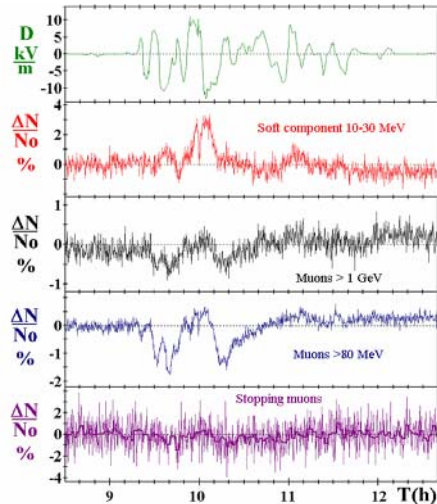 D
kV
m
10
5
0
-5
-10
ΔN
No
%
4
2
0
Soft component 10-30 MeV
ΔN
No
%
1
0
-1
Muons > 1 GeV
ΔN
No
%
1
0
-1
-2
Muons >80 MeV
ΔN
No
%
2
0
-2
-4
Stopping muons
9 10 11 12 T(h)